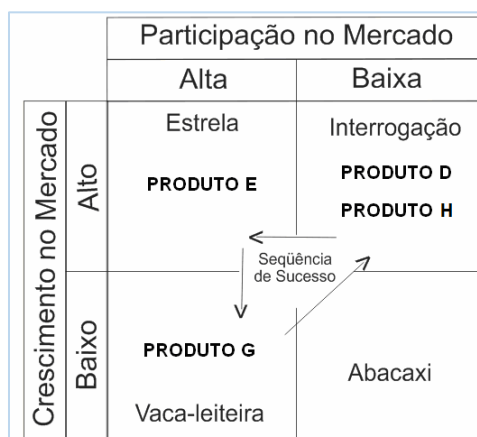 Participação no Mercado
Alta
Baixa
Crescimento no Mercado
Alto
Estrela
PRODUTO E
Interrogação
PRODUTO D
PRODUTO H
Seqüência
de Sucesso
Baixo
PRODUTO G
Vaca-leiteira
Abacaxi